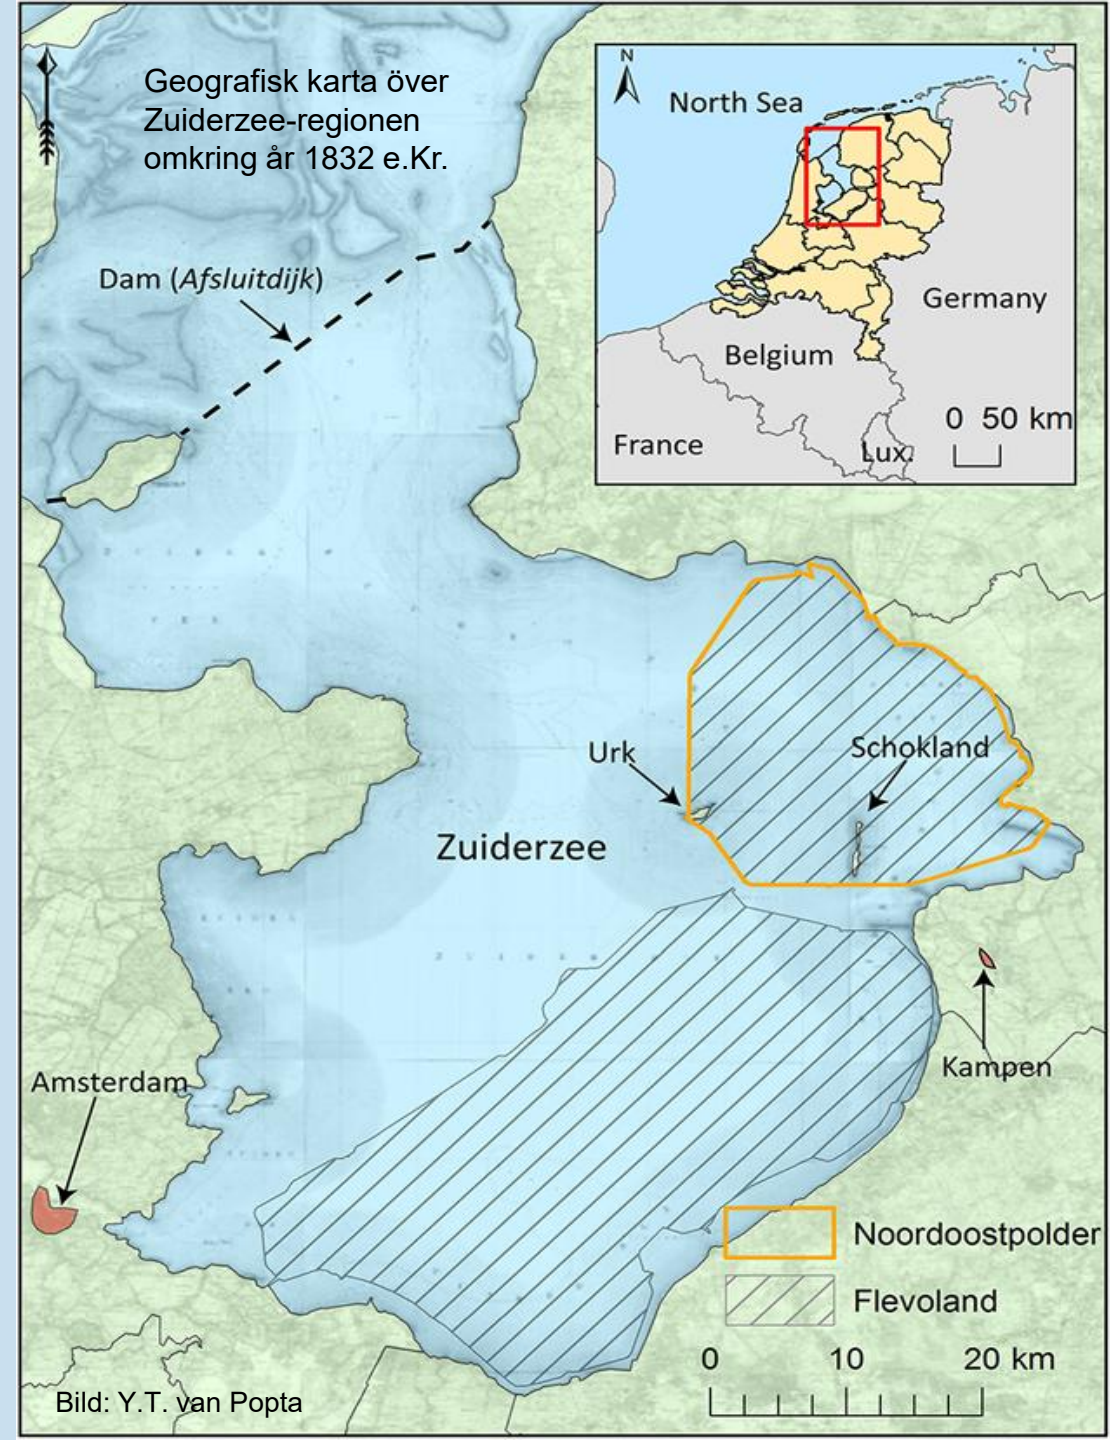 Geografisk karta över
Zuiderzee-regionen
omkring år 1832 e.Kr.
N
North Sea
Germany
Belgium
France
Lux.
0 50 km
Dam (Afsluitdijk)
Urk
Schokland
Zuiderzee
Kampen
Amsterdam
Noordoostpolder
Flevoland
0 10 20 km
Bild: Y.T. van Popta